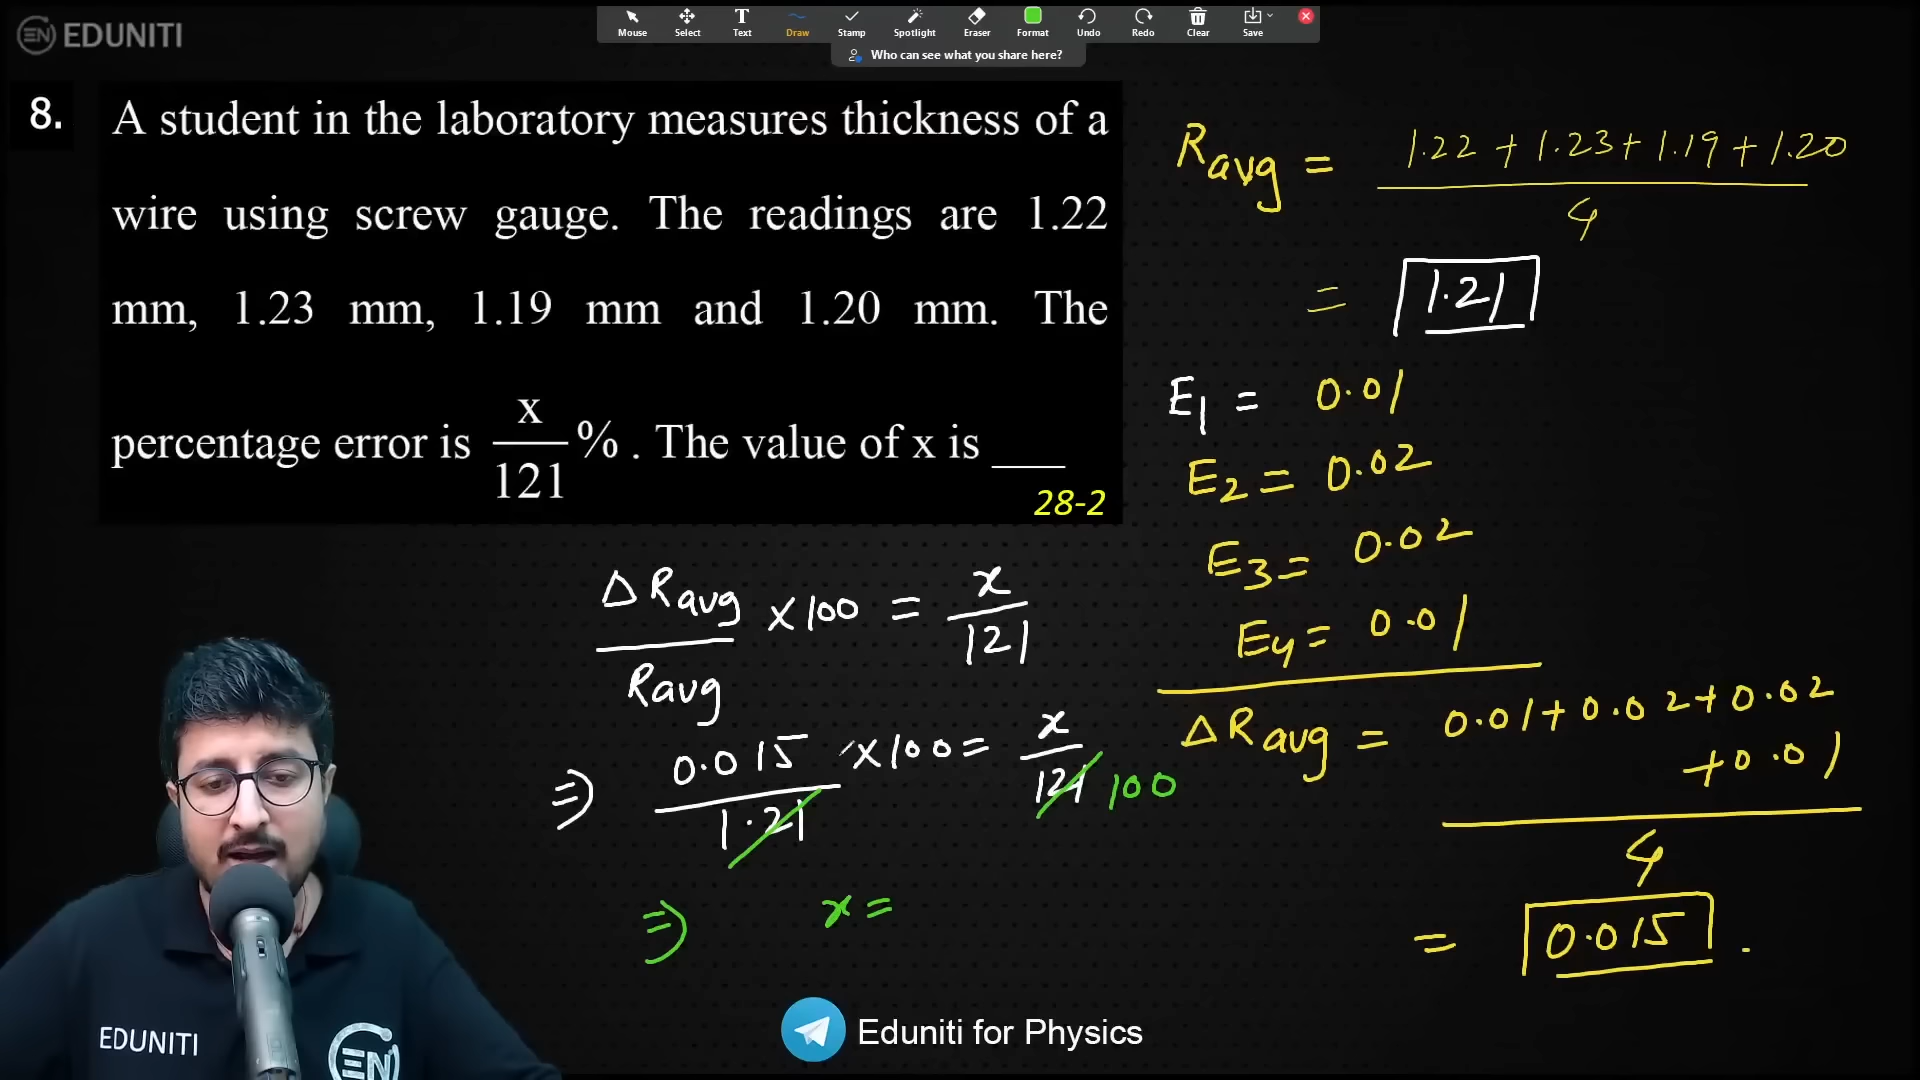 EN EDUNITI
Mouse Select Text Draw Stamp Spotlight Eraser Format Undo Redo Clear Save
Who can see what you share here?
8.
A student in the laboratory measures thickness of a
wire using screw gauge. The readings are 1.22
mm, 1.23 mm, 1.19 mm and 1.20 mm. The
percentage error is x/121 %. The value of x is ___
28-2
Ravg = (1.22 + 1.23 + 1.19 + 1.20)/4
= 1.21
E1 = 0.01
E2 = 0.02
E3 = 0.02
E4 = 0.01
ΔRavg = (0.01 + 0.02 + 0.02
+ 0.01)/4
= 0.015.
ΔRavg/Ravg × 100 = x/121
⇒ 0.015/1.21 × 100 = x/121 100
⇒ x =
EDUNITI
EN
Eduniti for Physics